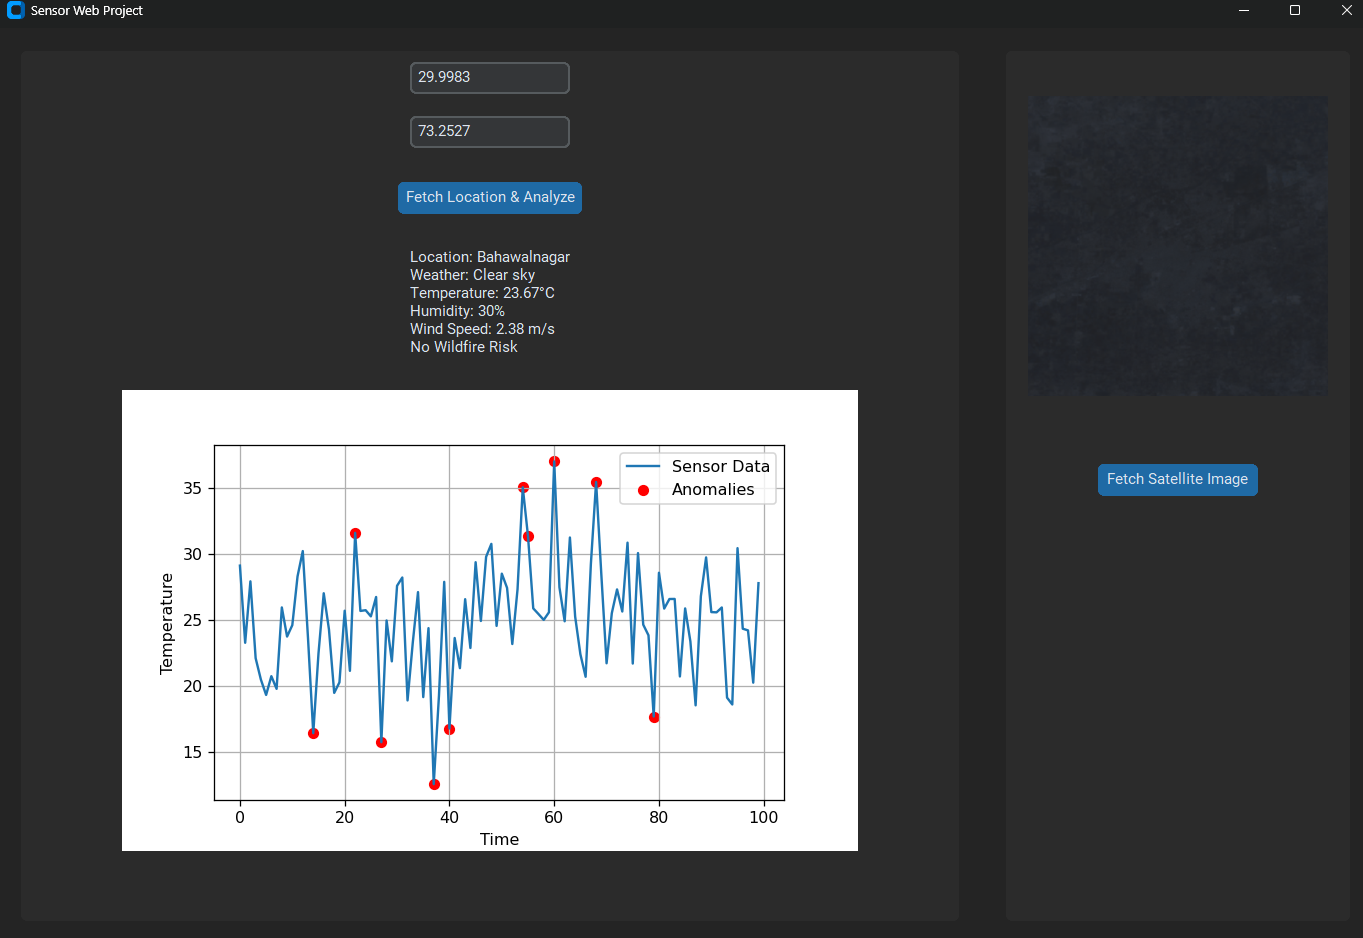 Sensor Web Project
29.9983
73.2527
Fetch Location & Analyze
Location: Bahawalnagar
Weather: Clear sky
Temperature: 23.67°C
Humidity: 30%
Wind Speed: 2.38 m/s
No Wildfire Risk
Sensor Data
Anomalies
35
30
25
20
15
Temperature
0 20 40 60 80 100
Time
Fetch Satellite Image